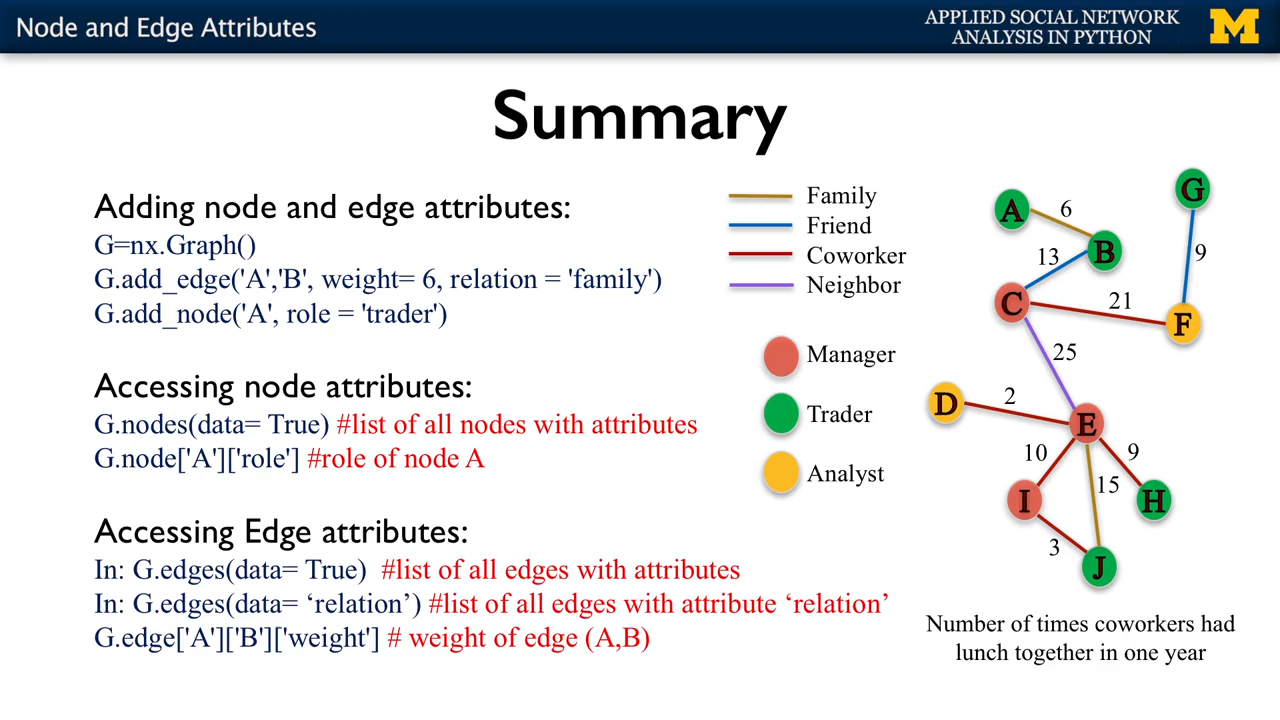 Node and Edge Attributes
APPLIED SOCIAL NETWORK
ANALYSIS IN PYTHON
M
Summary
Adding node and edge attributes:
G=nx.Graph()
G.add_edge('A','B', weight= 6, relation = 'family')
G.add_node('A', role = 'trader')
Accessing node attributes:
G.nodes(data= True) #list of all nodes with attributes
G.node['A']['role'] #role of node A
Accessing Edge attributes:
In: G.edges(data= True) #list of all edges with attributes
In: G.edges(data= ‘relation’) #list of all edges with attribute ‘relation’
G.edge['A']['B']['weight'] # weight of edge (A,B)
Family
Friend
Coworker
Neighbor
Manager
Trader
Analyst
G
A
6
B
13
9
C
21
F
25
D
2
E
10
9
15
I
H
3
J
Number of times coworkers had
lunch together in one year